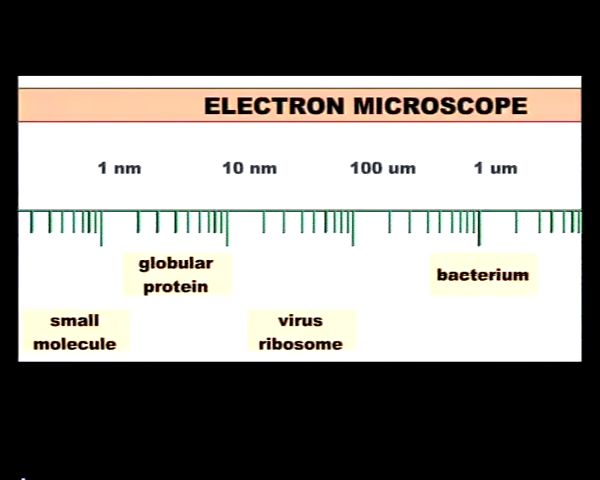 ELECTRON MICROSCOPE
1 nm 10 nm 100 um 1 um
globular
protein
bacterium
small
molecule
virus
ribosome